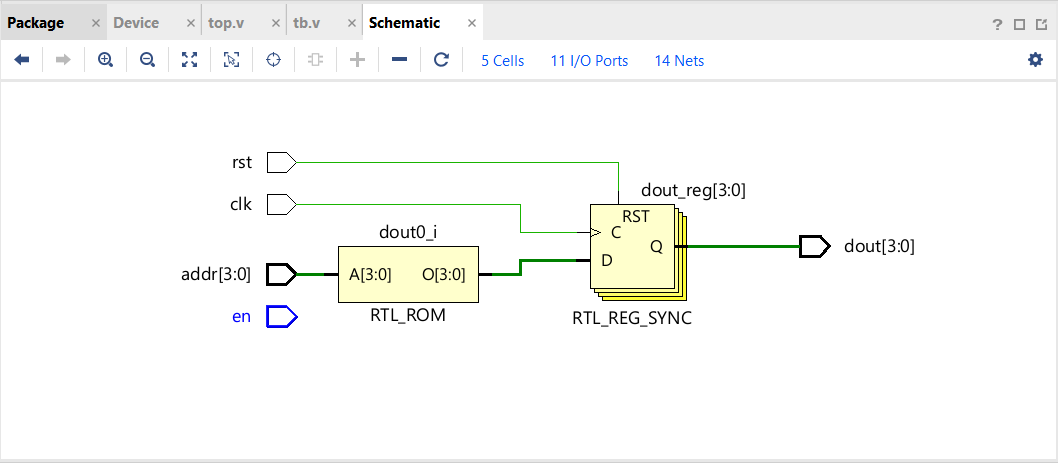 Package × Device × top.v × tb.v × Schematic × ?
5 Cells 11 I/O Ports 14 Nets
rst
dout_reg[3:0]
clk
RST
C
dout0_i
Q
dout[3:0]
D
addr[3:0]
A[3:0] O[3:0]
en
RTL_ROM
RTL_REG_SYNC